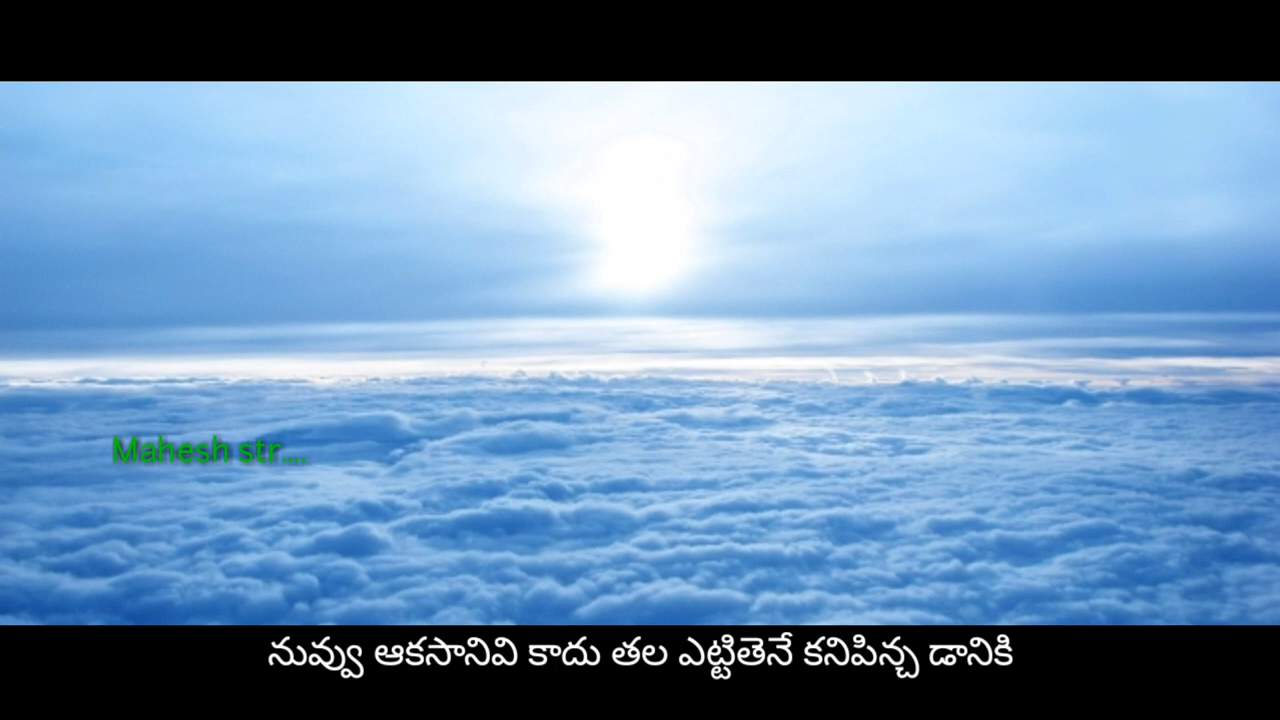 Mahesh str....
నువ్వు ఆకసానివి కాదు తల ఎట్టితెనే కనిపిన్చ డానికి